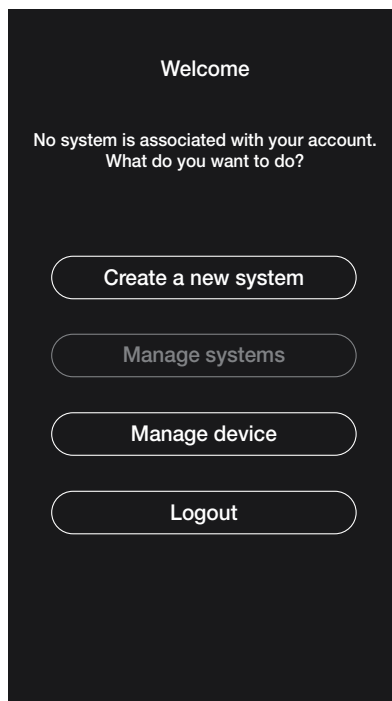 Welcome
No system is associated with your account.
What do you want to do?
Create a new system
Manage systems
Manage device
Logout